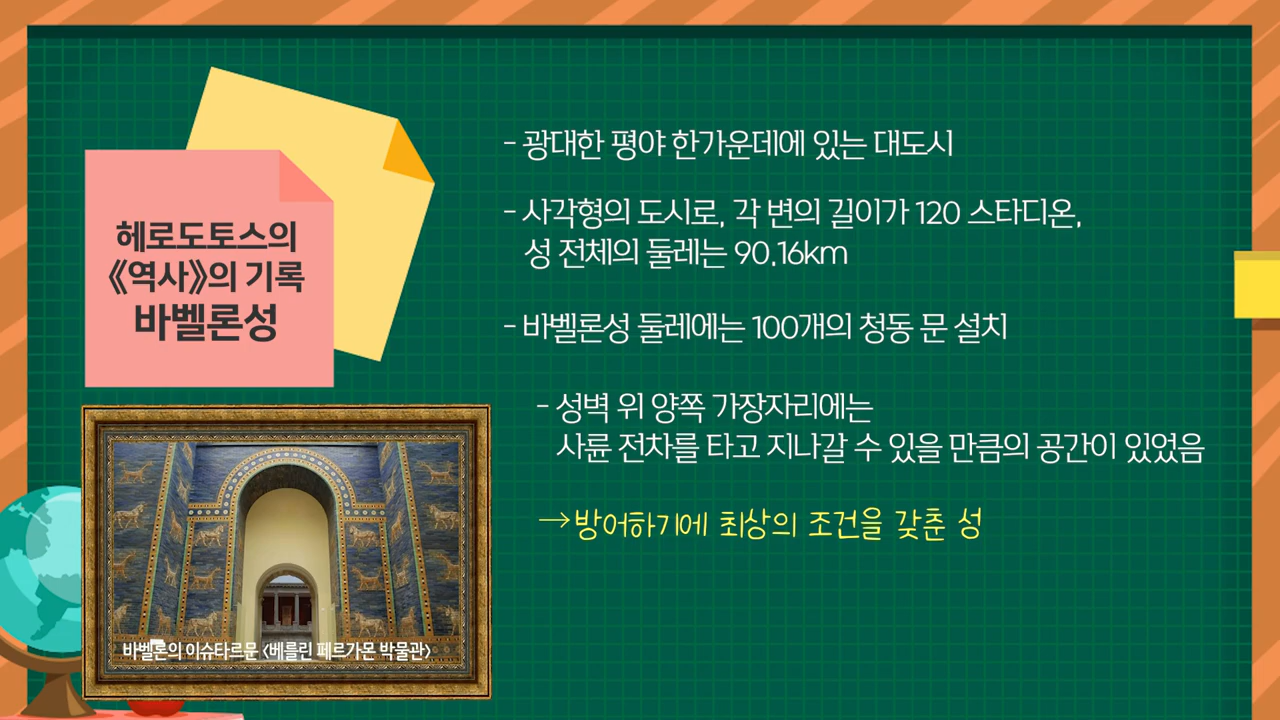 헤로도토스의
《역사》의 기록
바벨론성
- 광대한 평야 한가운데에 있는 대도시
- 사각형의 도시로, 각 변의 길이가 120 스타디온,
성 전체의 둘레는 90.16km
- 바벨론성 둘레에는 100개의 청동 문 설치
- 성벽 위 양쪽 가장자리에는
사륜 전차를 타고 지나갈 수 있을 만큼의 공간이 있었음
→방어하기에 최상의 조건을 갖춘 성
바벨론의 이슈타르문 <베를린 페르가몬 박물관>